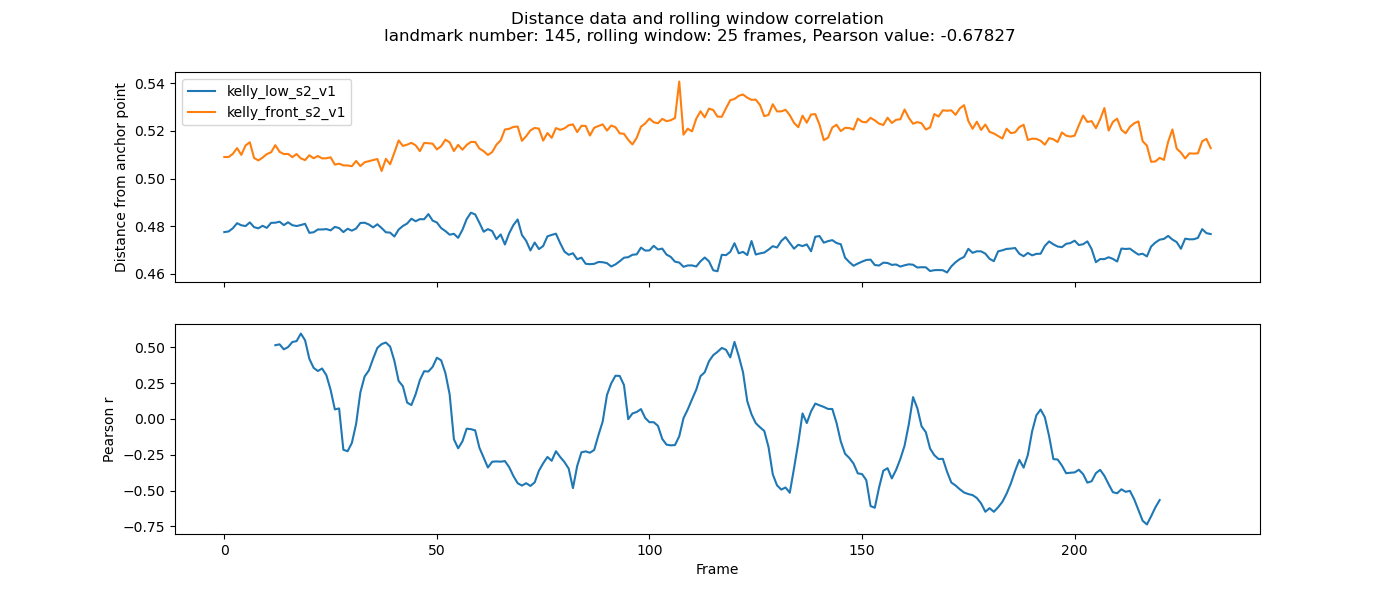 Distance data and rolling window correlation
landmark number: 145, rolling window: 25 frames, Pearson value: -0.67827
Distance from anchor point
0.54
0.52
0.50
0.48
0.46
kelly_low_s2_v1
kelly_front_s2_v1
Pearson r
0.50
0.25
0.00
−0.25
−0.50
−0.75
0
50
100
150
200
Frame